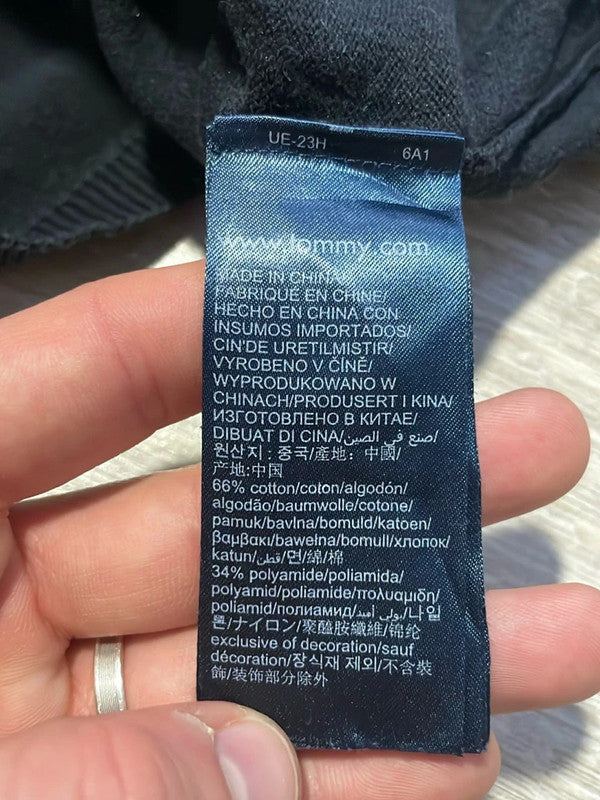 UE-23H 6A1
www.tommy.com
MADE IN CHINA/
FABRIQUE EN CHINE/
HECHO EN CHINA CON
INSUMOS IMPORTADOS/
CIN'DE URETILMISTIR/
VYROBENO V ČÍNĚ/
WYPRODUKOWANO W
CHINACH/PRODUSERT I KINA/
ИЗГОТОВЛЕНО В КИТАЕ/
DIBUAT DI CINA/صنع في الصين/
원산지 : 중국/產地：中國/
产地:中国
66% cotton/coton/algodón/
algodão/baumwolle/cotone/
pamuk/bavlna/bomuld/katoen/
βαμβακι/bawełna/bomull/хлопок/
katun/قطن/면/綿/棉
34% polyamide/poliamida/
polyamid/poliamide/πολυαμιδη/
poliamid/полиамид/بولي أميد/나일
론/ナイロン/聚醯胺纖維/锦纶
exclusive of decoration/sauf
décoration/장식재 제외/不含裝
飾/装饰部分除外